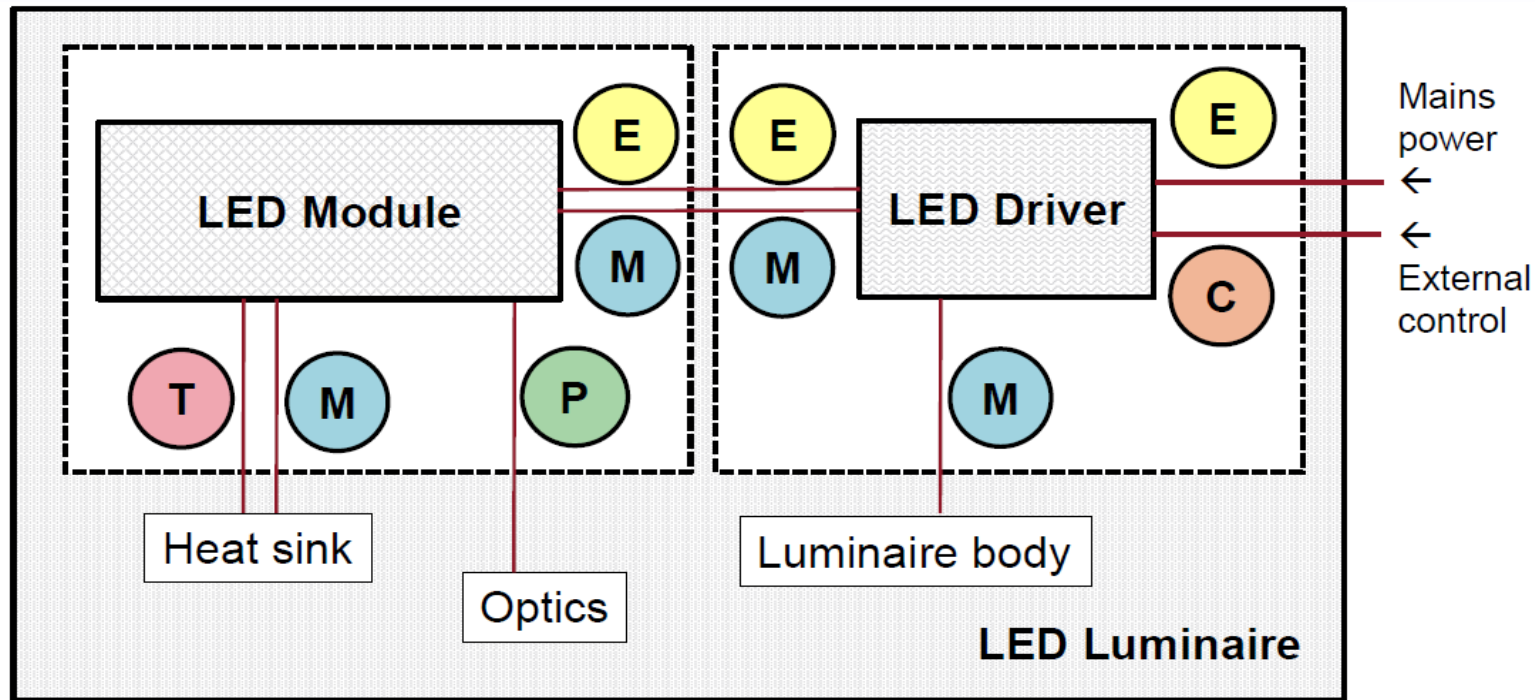 E
E
E
Mains
power
←
LED Module
LED Driver
←
M
M
C
External
control
T
M
P
M
Heat sink
Luminaire body
Optics
LED Luminaire